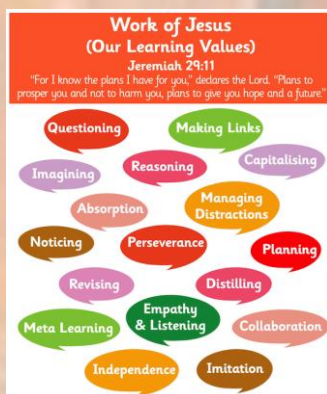 Work of Jesus
(Our Learning Values)
Jeremiah 29:11
"For I know the plans I have for you," declares the Lord. "Plans to
prosper you and not to harm you, plans to give you hope and a future."
Questioning
Making Links
Imagining
Reasoning
Capitalising
Absorption
Managing
Distractions
Noticing
Perseverance
Planning
Revising
Distilling
Meta Learning
Empathy
& Listening
Collaboration
Independence
Imitation